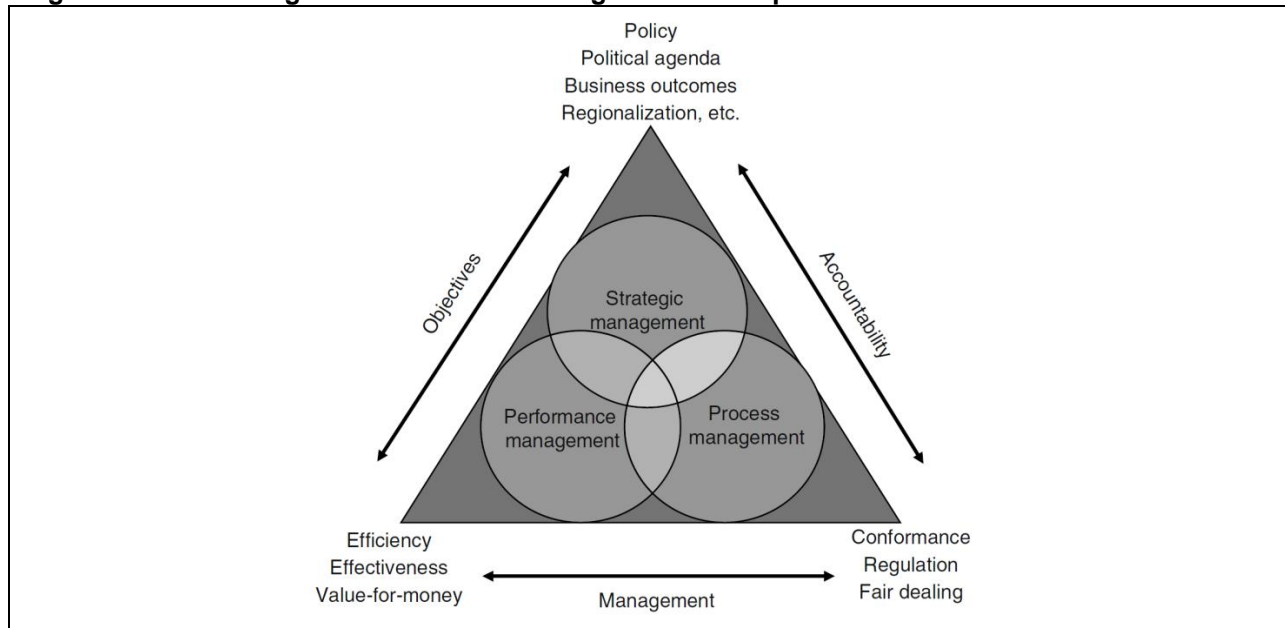 Policy
Political agenda
Business outcomes
Regionalization, etc.
Objectives
Accountability
Strategic
management
Performance
management
Process
management
Efficiency
Effectiveness
Value-for-money
Management
Conformance
Regulation
Fair dealing